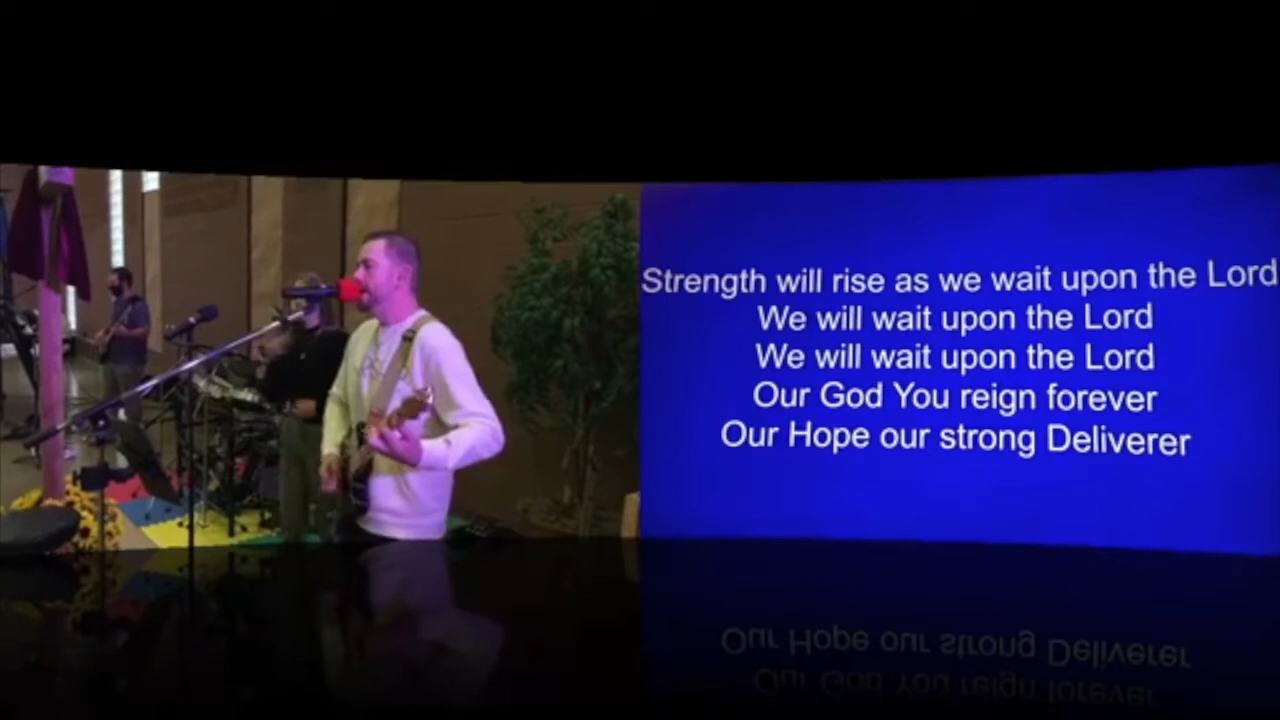 Strength will rise as we wait upon the Lord
We will wait upon the Lord
We will wait upon the Lord
Our God You reign forever
Our Hope our strong Deliverer